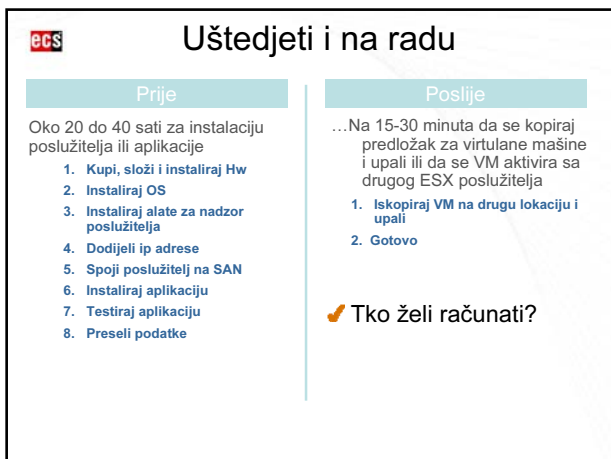 ecs
Uštedjeti i na radu
Prije
Oko 20 do 40 sati za instalaciju
poslužitelja ili aplikacije
1. Kupi, složi i instaliraj Hw
2. Instaliraj OS
3. Instaliraj alate za nadzor
poslužitelja
4. Dodijeli ip adrese
5. Spoji poslužitelj na SAN
6. Instaliraj aplikaciju
7. Testiraj aplikaciju
8. Preseli podatke
Poslije
…Na 15-30 minuta da se kopiraj
predložak za virtulane mašine
i upali ili da se VM aktivira sa
drugog ESX poslužitelja
1. Iskopiraj VM na drugu lokaciju i
upali
2. Gotovo
✔ Tko želi računati?